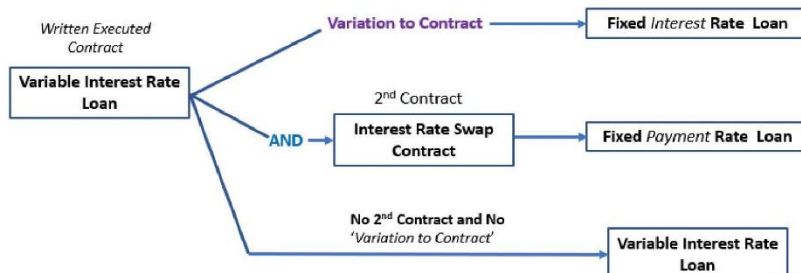 Written Executed
Contract
Variable Interest Rate
Loan
Variation to Contract
Fixed Interest Rate Loan
2nd Contract
AND
Interest Rate Swap
Contract
Fixed Payment Rate Loan
No 2nd Contract and No
'Variation to Contract'
Variable Interest Rate
Loan